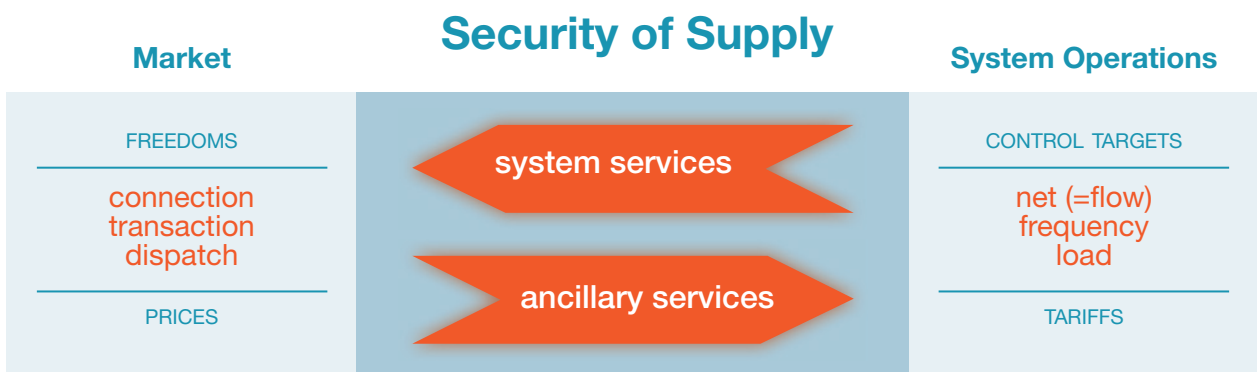 Security of Supply
Market
System Operations
FREEDOMS
connection
transaction
dispatch
PRICES
system services
ancillary services
CONTROL TARGETS
net (=flow)
frequency
load
TARIFFS